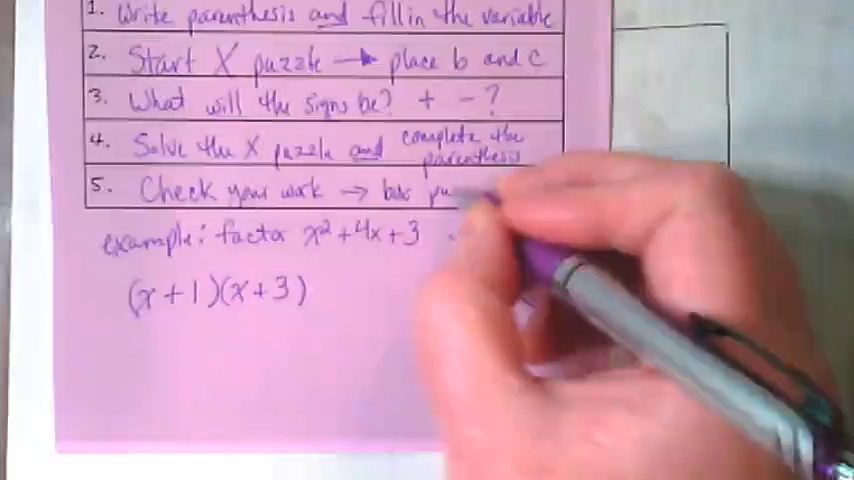 1. Write parenthesis and fill in the variable
2. Start X puzzle → place b and c
3. What will the signs be? + - ?
4. Solve the X puzzle and complete the parenthesis
5. Check your work → box
example: factor x² + 4x + 3
(x + 1)(x + 3)